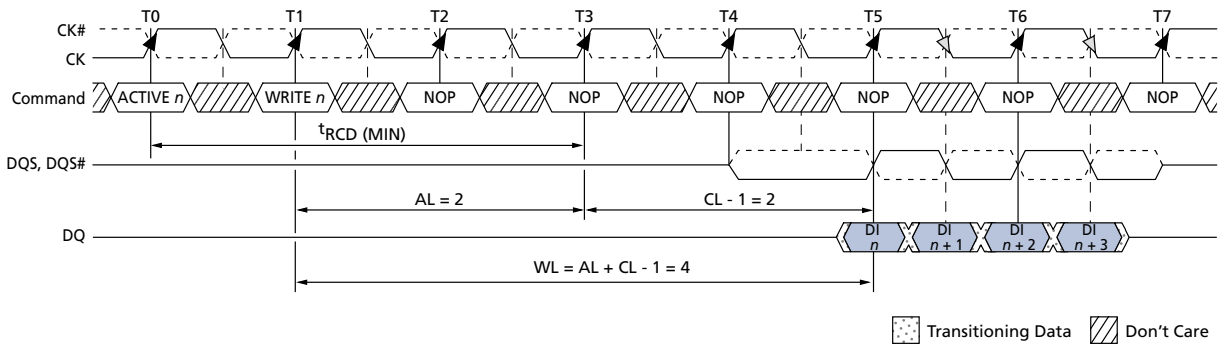 T0 T1 T2 T3 T4 T5 T6 T7
CK#
CK
Command ACTIVE n WRITE n NOP NOP NOP NOP NOP NOP
tRCD (MIN)
DQS, DQS#
AL = 2 CL - 1 = 2
DQ DI n DI n + 1 DI n + 2 DI n + 3
WL = AL + CL - 1 = 4
Transitioning Data Don't Care